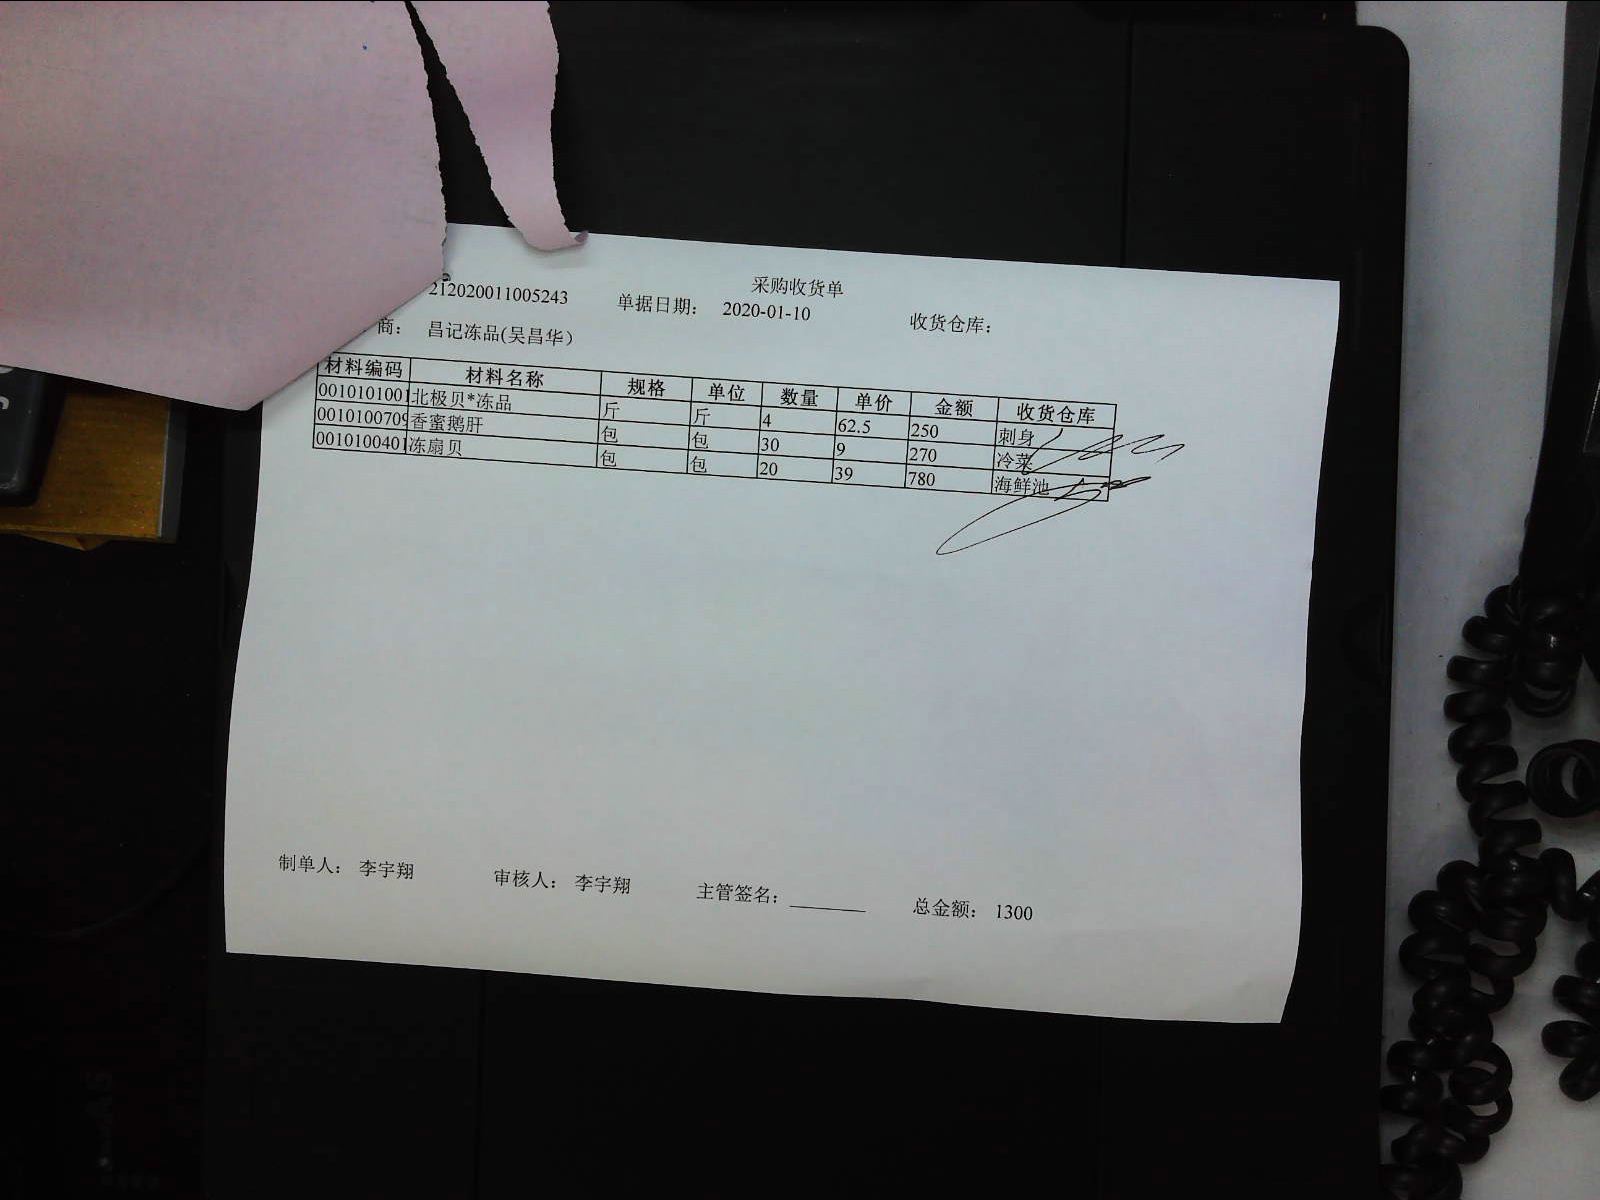 采购收货单
212020011005243 单据日期： 2020-01-10 收货仓库：
商： 昌记冻品(吴昌华）
材料编码 材料名称 规格 单位 数量 单价 金额 收货仓库
0010101001 北极贝*冻品 斤 斤 4 62.5 250 刺身
001010070 香蜜鹅肝 包 包 30 9 270 冷菜
0010100401 冻扇贝 包 包 20 39 780 海鲜池
制单人： 李宇翔 审核人： 李宇翔 主管签名：________ 总金额： 1300